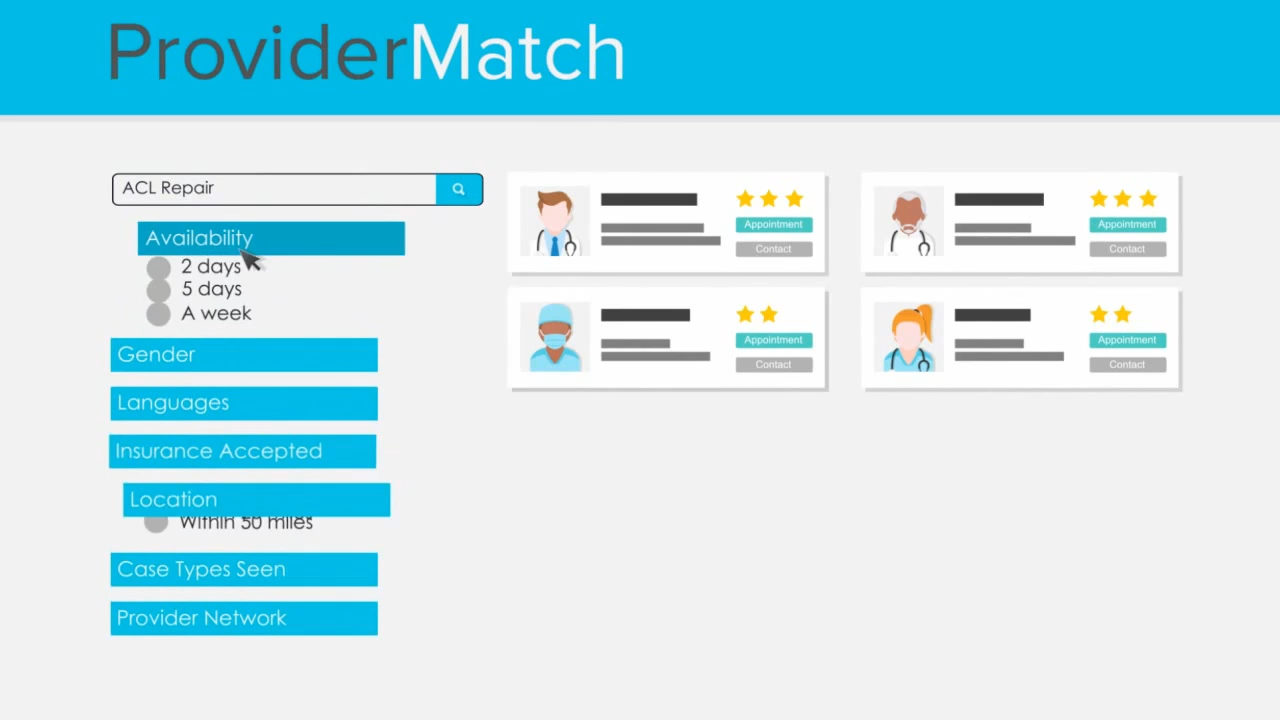 ProviderMatch
ACL Repair
Availability
2 days
5 days
A week
Gender
Languages
Insurance Accepted
Location
Within 50 miles
Case Types Seen
Provider Network
Appointment
Contact
Appointment
Contact
Appointment
Contact
Appointment
Contact